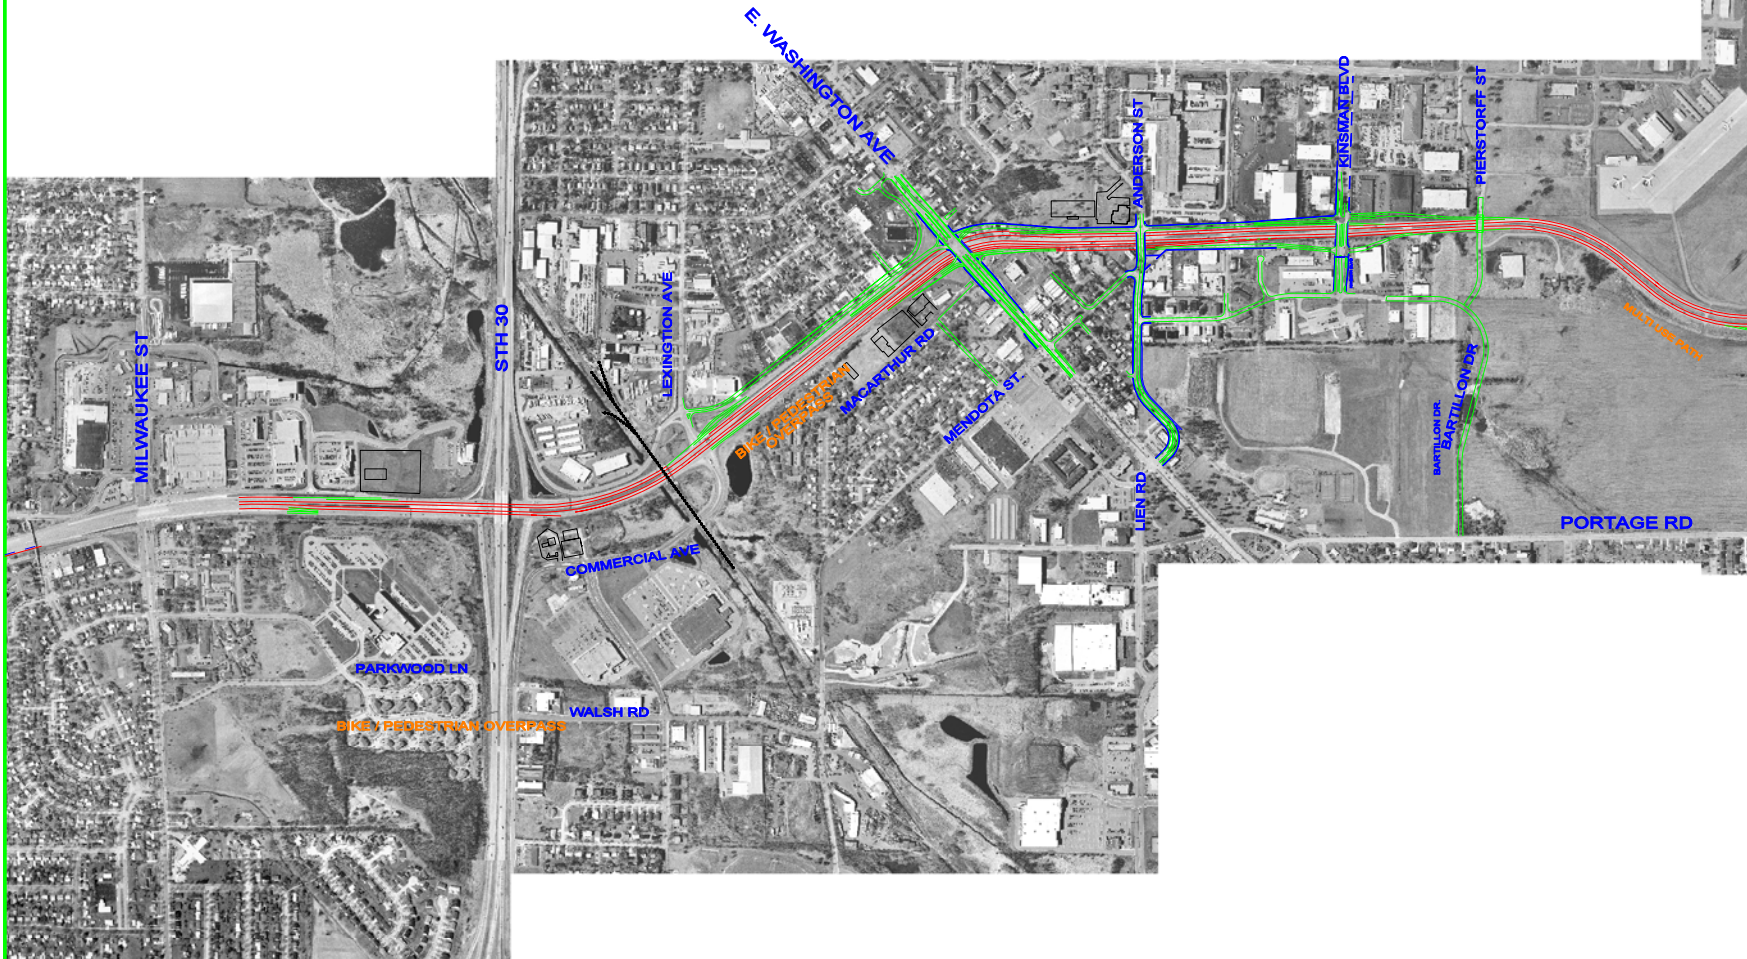 E. WASHINGTON AVE
KINSMAN BLVD
PIERSTORFF ST
ANDERSON ST
LEXINGTION AVE
STH 30
MILWAUKEE ST
MULTI-USE PATH
MACARTHUR RD
BIKE / PEDESTRIAN
OVERPASS
MENDOTA ST.
BARTILLON DR
BARTILLON DR.
LIEN RD
PORTAGE RD
COMMERCIAL AVE
PARKWOOD LN
WALSH RD
BIKE / PEDESTRIAN OVERPASS